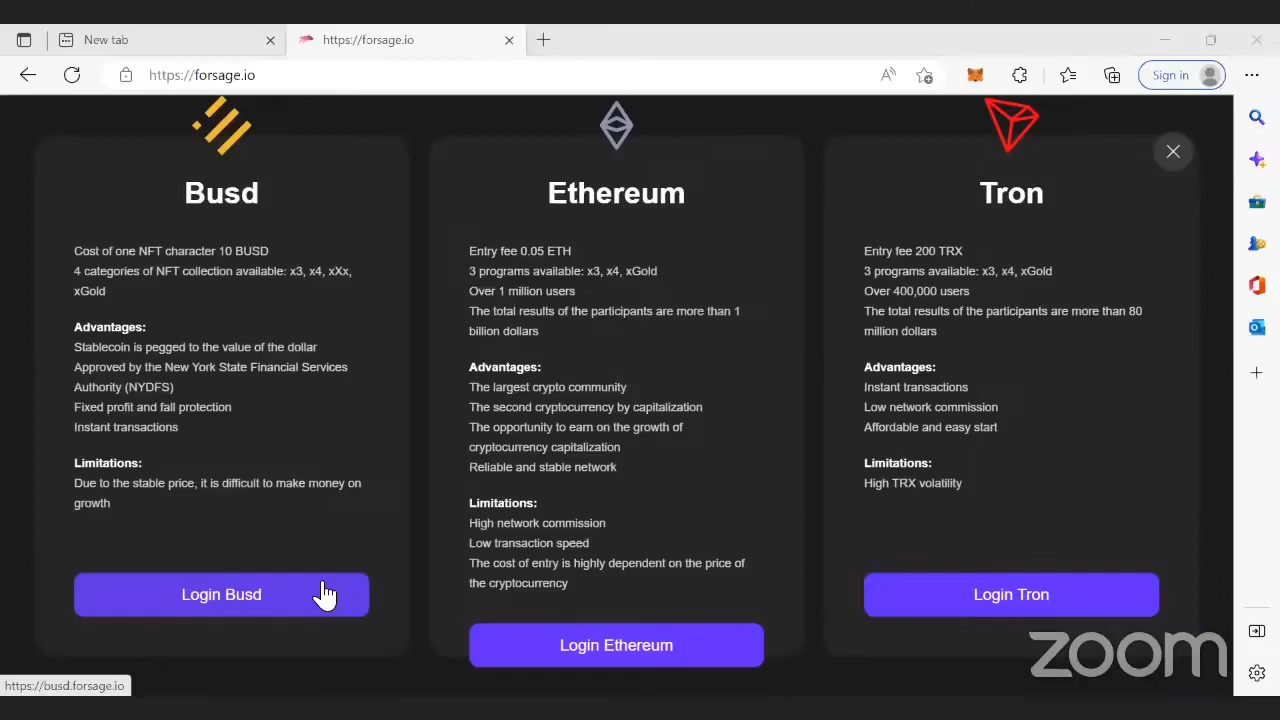 New tab
https://forsage.io
https://forsage.io
Sign in
Busd
Cost of one NFT character 10 BUSD
4 categories of NFT collection available: x3, x4, xXx,
xGold
Advantages:
Stablecoin is pegged to the value of the dollar
Approved by the New York State Financial Services
Authority (NYDFS)
Fixed profit and fall protection
Instant transactions
Limitations:
Due to the stable price, it is difficult to make money on
growth
Login Busd
Ethereum
Entry fee 0.05 ETH
3 programs available: x3, x4, xGold
Over 1 million users
The total results of the participants are more than 1
billion dollars
Advantages:
The largest crypto community
The second cryptocurrency by capitalization
The opportunity to earn on the growth of
cryptocurrency capitalization
Reliable and stable network
Limitations:
High network commission
Low transaction speed
The cost of entry is highly dependent on the price of
the cryptocurrency
Login Ethereum
Tron
Entry fee 200 TRX
3 programs available: x3, x4, xGold
Over 400,000 users
The total results of the participants are more than 80
million dollars
Advantages:
Instant transactions
Low network commission
Affordable and easy start
Limitations:
High TRX volatility
Login Tron
zoom
https://busd.forsage.io